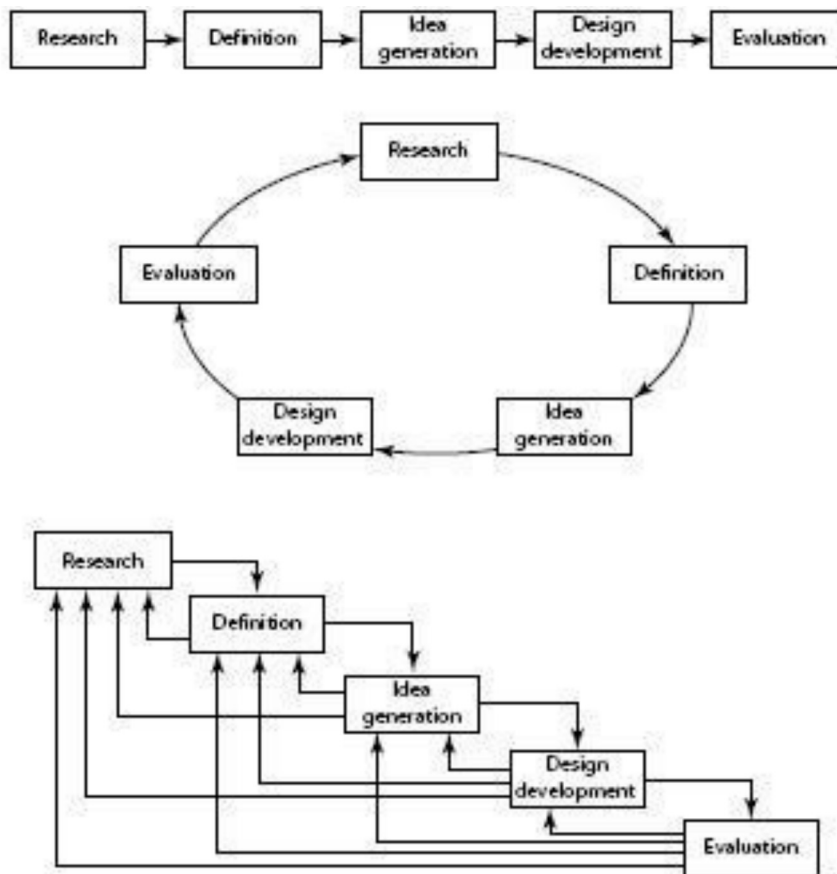 Research
Definition
Idea
generation
Design
development
Evaluation
Research
Evaluation
Definition
Design
development
Idea
generation
Research
Definition
Idea
generation
Design
development
Evaluation